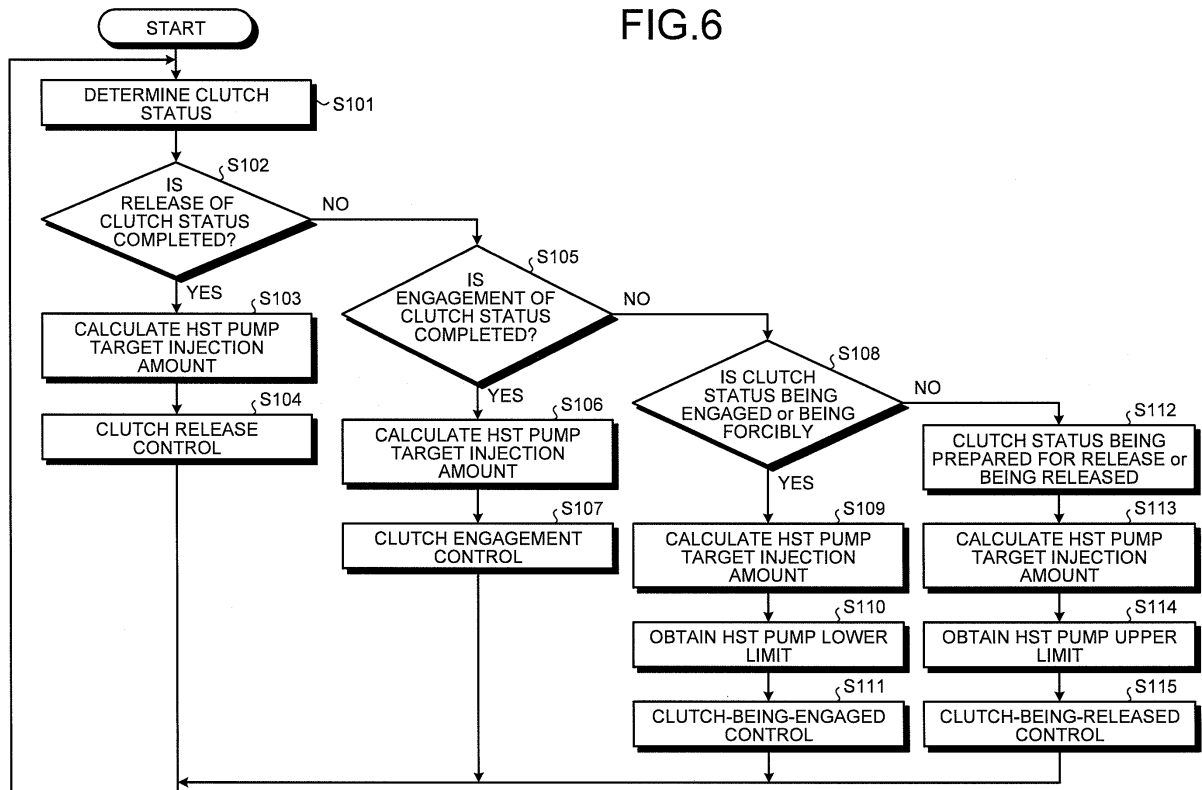 FIG.6
START
DETERMINE CLUTCH
STATUS
S101
S102
IS
RELEASE OF
CLUTCH STATUS
COMPLETED?
NO
YES
S103
CALCULATE HST PUMP
TARGET INJECTION
AMOUNT
S104
CLUTCH RELEASE
CONTROL
S105
IS
ENGAGEMENT OF
CLUTCH STATUS
COMPLETED?
NO
YES
S106
CALCULATE HST PUMP
TARGET INJECTION
AMOUNT
S107
CLUTCH ENGAGEMENT
CONTROL
S108
IS CLUTCH
STATUS BEING
ENGAGED or BEING
FORCIBLY
NO
YES
S109
CALCULATE HST PUMP
TARGET INJECTION
AMOUNT
S110
OBTAIN HST PUMP LOWER
LIMIT
S111
CLUTCH-BEING-ENGAGED
CONTROL
S112
CLUTCH STATUS BEING
PREPARED FOR RELEASE or
BEING RELEASED
S113
CALCULATE HST PUMP
TARGET INJECTION
AMOUNT
S114
OBTAIN HST PUMP UPPER
LIMIT
S115
CLUTCH-BEING-RELEASED
CONTROL